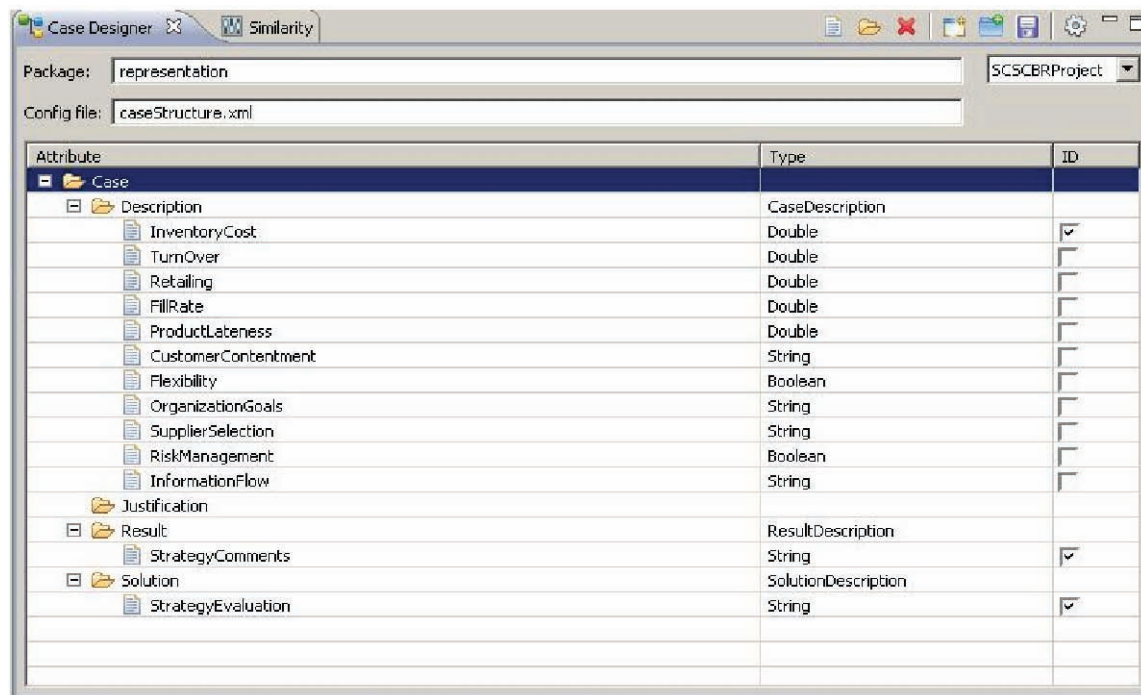 Case Designer Similarity
Package: representation SCSCBRProject
Config file: caseStructure.xml
Attribute Type ID
Case
Description CaseDescription
InventoryCost Double
TurnOver Double
Retailing Double
FillRate Double
ProductLateness Double
CustomerContentment String
Flexibility Boolean
OrganizationGoals String
SupplierSelection String
RiskManagement Boolean
InformationFlow String
Justification
Result ResultDescription
StrategyComments String
Solution SolutionDescription
StrategyEvaluation String